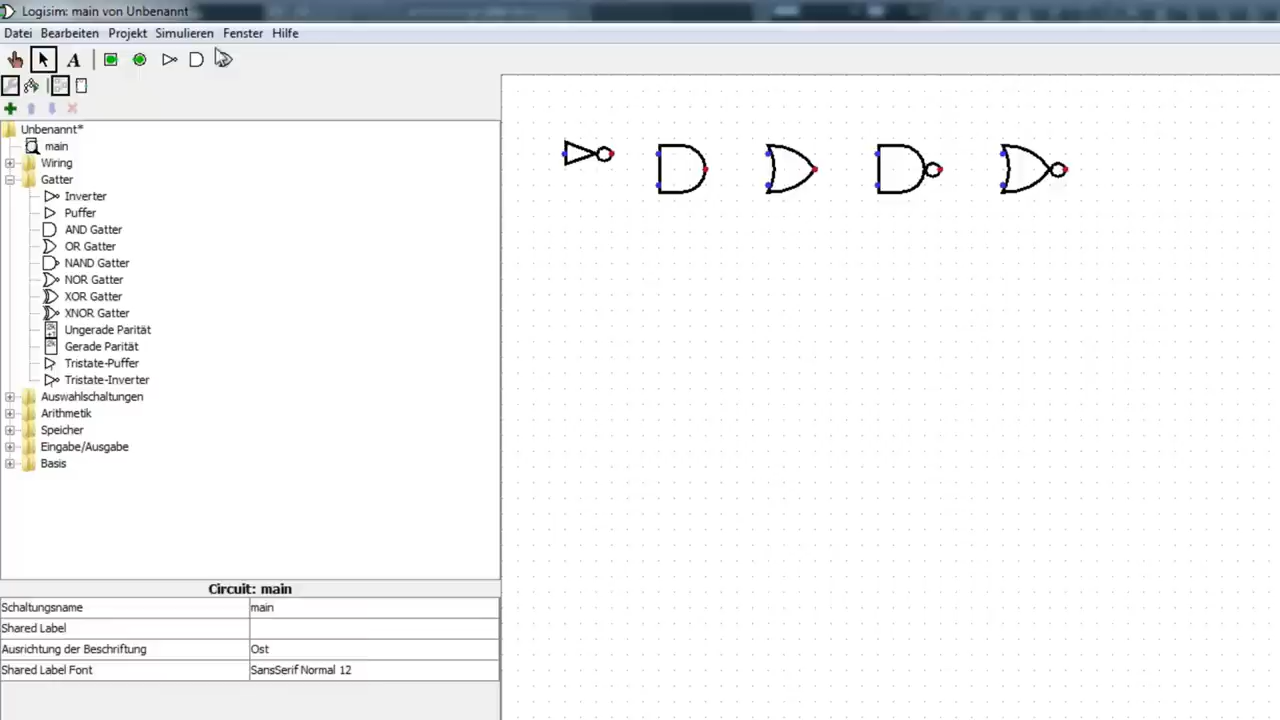 Logisim: main von Unbenannt
Datei Bearbeiten Projekt Simulieren Fenster Hilfe
A
Unbenannt*
main
Wiring
Gatter
Inverter
Puffer
AND Gatter
OR Gatter
NAND Gatter
NOR Gatter
XOR Gatter
XNOR Gatter
Ungerade Parität
Gerade Parität
Tristate-Puffer
Tristate-Inverter
Auswahlschaltungen
Arithmetik
Speicher
Eingabe/Ausgabe
Basis
Circuit: main
Schaltungsname main
Shared Label
Ausrichtung der Beschriftung Ost
Shared Label Font SansSerif Normal 12